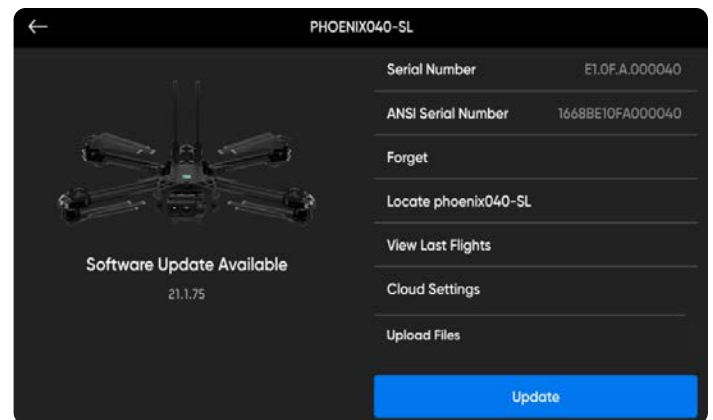 PHOENIX040-SL
Serial Number E1.0F.A.000040
ANSI Serial Number 1668BE10FA000040
Forget
Locate phoenix040-SL
View Last Flights
Cloud Settings
Upload Files
Update
Software Update Available
21.1.75